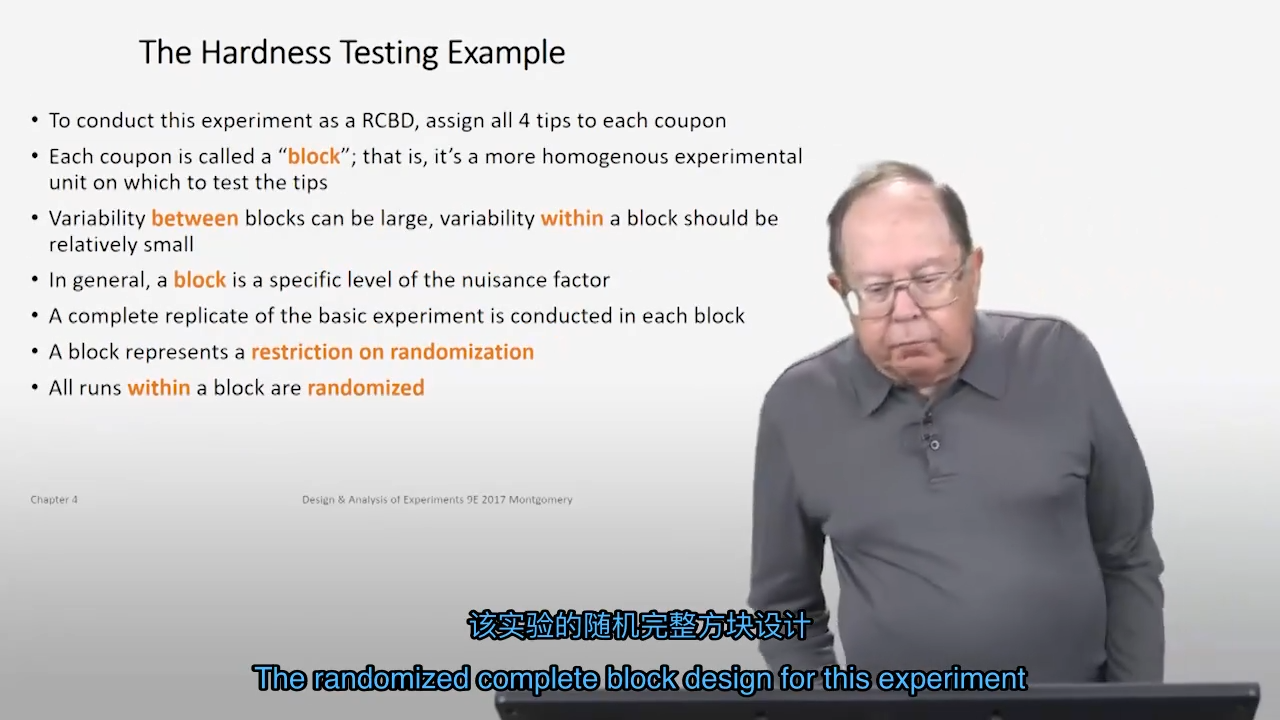 The Hardness Testing Example
• To conduct this experiment as a RCBD, assign all 4 tips to each coupon
• Each coupon is called a “block”; that is, it’s a more homogenous experimental
unit on which to test the tips
• Variability between blocks can be large, variability within a block should be
relatively small
• In general, a block is a specific level of the nuisance factor
• A complete replicate of the basic experiment is conducted in each block
• A block represents a restriction on randomization
• All runs within a block are randomized
Chapter 4
Design & Analysis of Experiments 9E 2017 Montgomery
该实验的随机完整方块设计
The randomized complete block design for this experiment